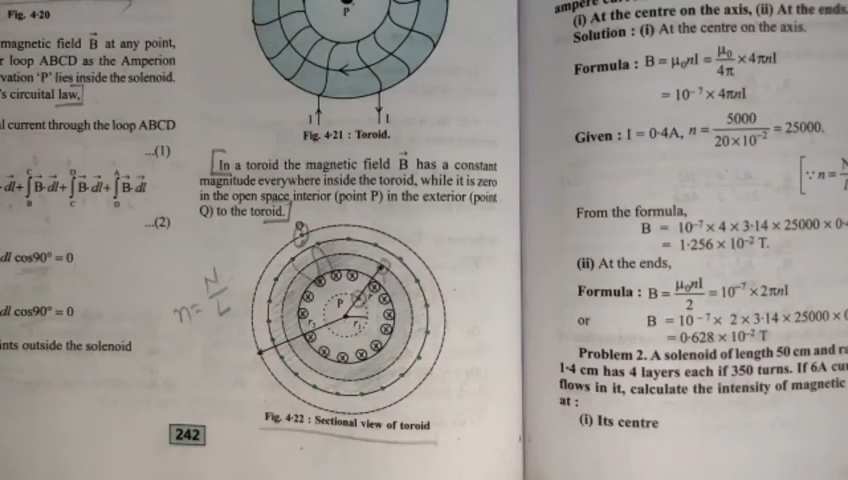 Fig. 4·20
magnetic field B⃗ at any point,
r loop ABCD as the Amperion
vation 'P' lies inside the solenoid.
's circuital law,
l current through the loop ABCD
...(1)
dl + ∫ B⃗·dl + ∫ B⃗·dl + ∫ B⃗·dl
...(2)
dl cos90° = 0
dl cos90° = 0
ints outside the solenoid
P
I I
Fig. 4·21 : Toroid.
In a toroid the magnetic field B⃗ has a constant
magnitude everywhere inside the toroid, while it is zero
in the open space interior (point P) in the exterior (point
Q) to the toroid.
n = N/L
P
Fig. 4·22 : Sectional view of toroid
242
(i) At the centre on the axis, (ii) At the ends.
Solution : (i) At the centre on the axis.
Formula : B = μ₀nI = μ₀/4π × 4πnI
= 10⁻⁷ × 4πnI
Given : I = 0·4A, n = 5000/20×10⁻² = 25000.
[∵ n =
From the formula,
B = 10⁻⁷ × 4 × 3·14 × 25000 × 0·
= 1·256 × 10⁻² T.
(ii) At the ends,
Formula : B = μ₀nI/2 = 10⁻⁷ × 2πnI
or B = 10⁻⁷ × 2 × 3·14 × 25000 ×
= 0·628 × 10⁻² T
Problem 2. A solenoid of length 50 cm and
1·4 cm has 4 layers each if 350 turns. If 6A
flows in it, calculate the intensity of magnetic
at :
(i) Its centre